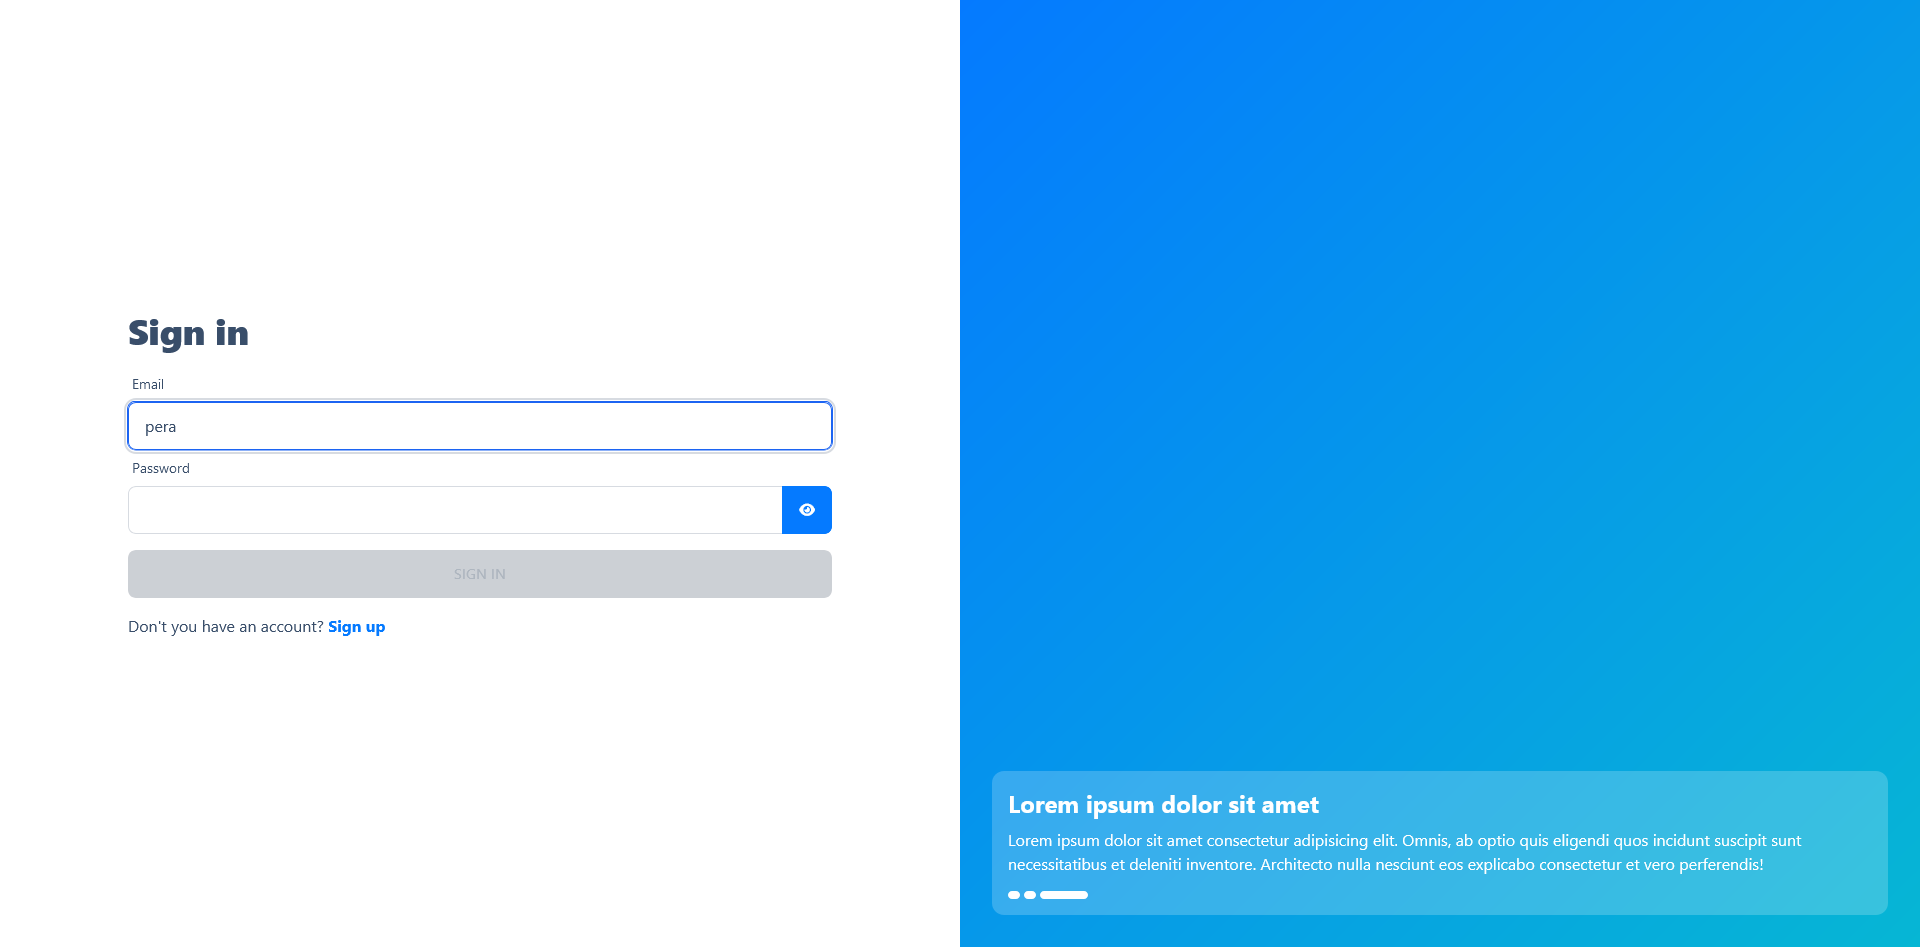 Sign in
Email
pera
Password
SIGN IN
Don't you have an account? Sign up
Lorem ipsum dolor sit amet
Lorem ipsum dolor sit amet consectetur adipisicing elit. Omnis, ab optio quis eligendi quos incidunt suscipit sunt
necessitatibus et deleniti inventore. Architecto nulla nesciunt eos explicabo consectetur et vero perferendis!